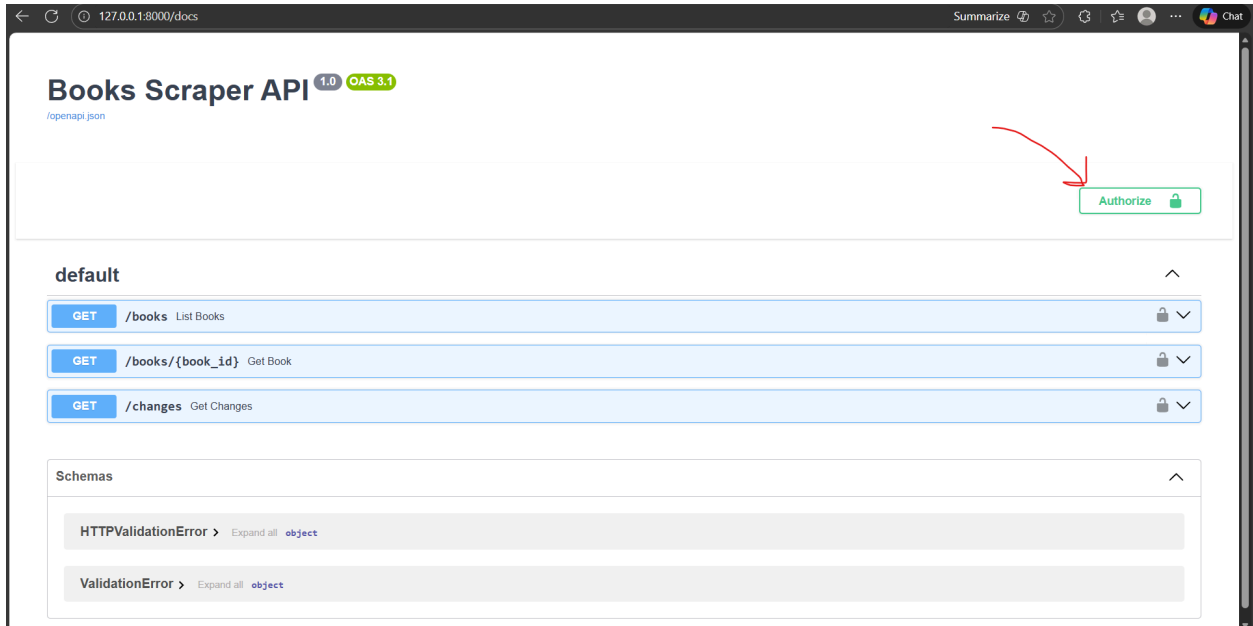 127.0.0.1:8000/docs Summarize Chat
Books Scraper API 1.0 OAS 3.1
/openapi.json
Authorize
default
GET /books List Books
GET /books/{book_id} Get Book
GET /changes Get Changes
Schemas
HTTPValidationError Expand all object
ValidationError Expand all object